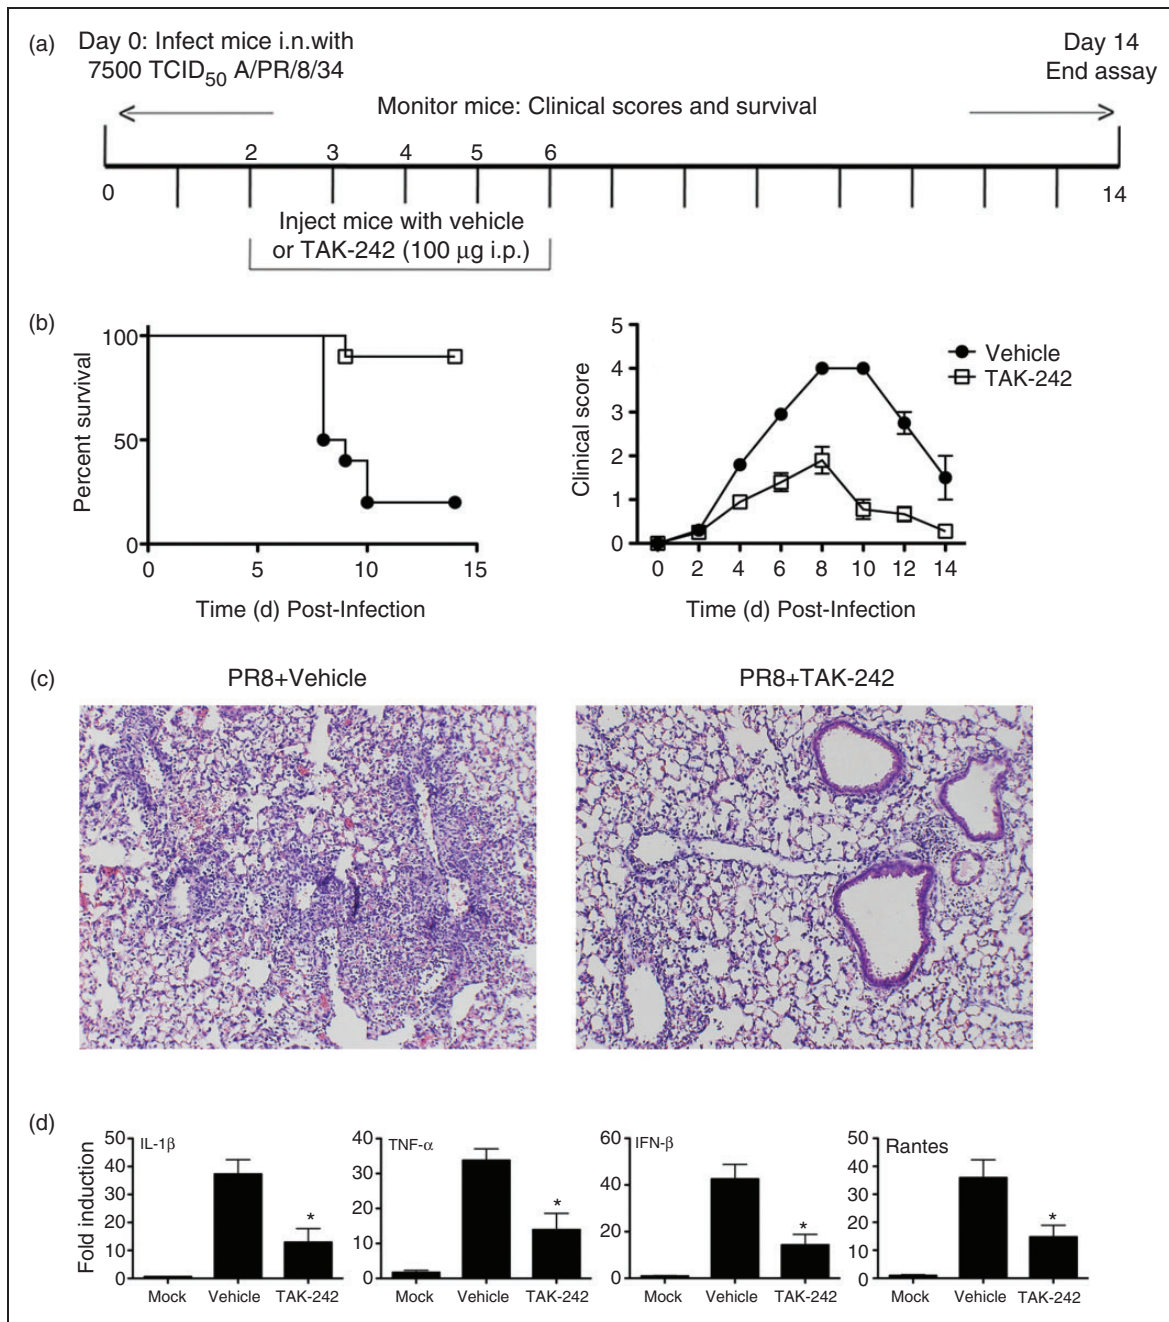 (a) Day 0: Infect mice i.n.with
7500 TCID50 A/PR/8/34
Day 14
End assay
Monitor mice: Clinical scores and survival
2 3 4 5 6
0 14
Inject mice with vehicle
or TAK-242 (100 μg i.p.)
(b)
Percent survival
100
50
0
0 5 10 15
Time (d) Post-Infection
Clinical score
5
4
3
2
1
0
0 2 4 6 8 10 12 14
Time (d) Post-Infection
Vehicle
TAK-242
(c)
PR8+Vehicle
PR8+TAK-242
(d)
Fold induction
IL-1β
50
40
30
20
10
0
Mock Vehicle TAK-242
*
TNF-α
40
30
20
10
0
Mock Vehicle TAK-242
*
IFN-β
60
40
20
0
Mock Vehicle TAK-242
*
Rantes
50
40
30
20
10
0
Mock Vehicle TAK-242
*